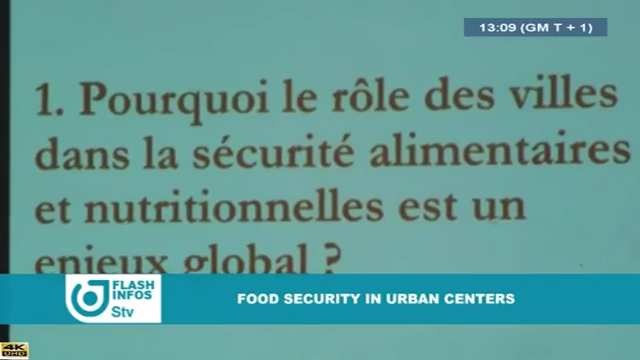 13:09 (GM T + 1)
1. Pourquoi le rôle des villes
dans la sécurité alimentaires
et nutritionnelles est un
enjeux global ?
FLASH
INFOS
Stv
FOOD SECURITY IN URBAN CENTERS
4K
UHD